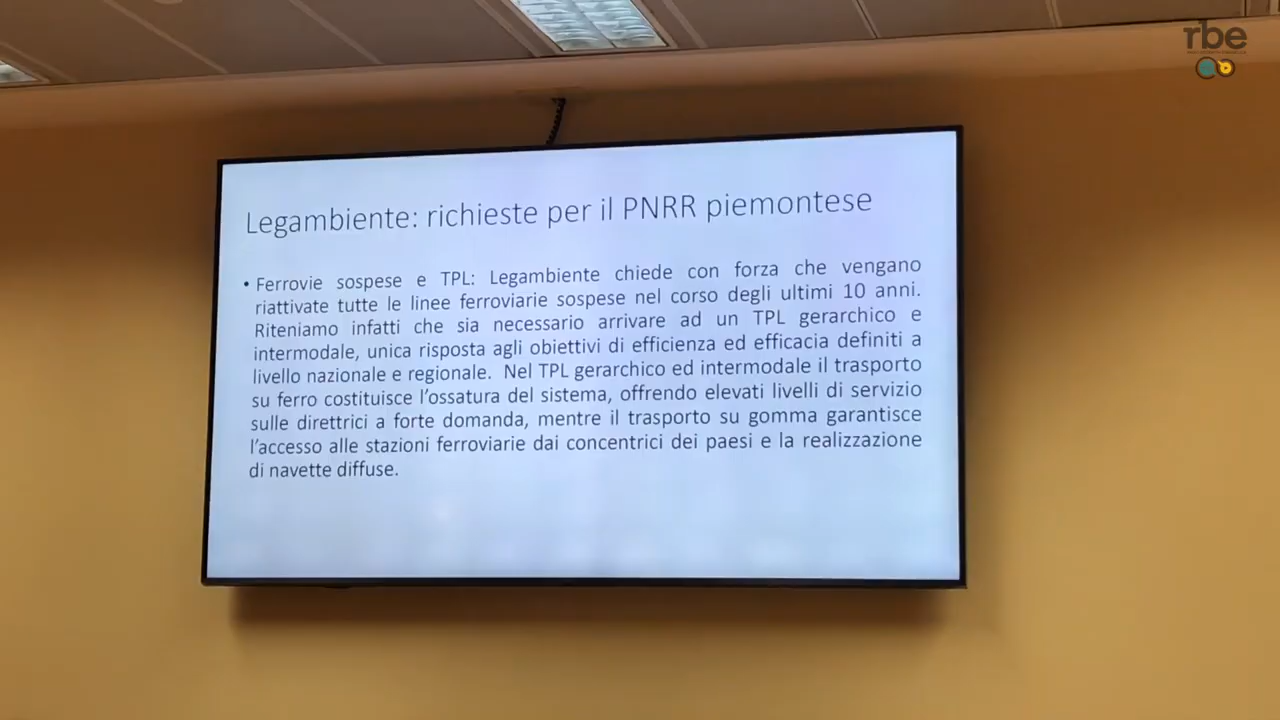 rbe
Legambiente: richieste per il PNRR piemontese
• Ferrovie sospese e TPL: Legambiente chiede con forza che vengano
riattivate tutte le linee ferroviarie sospese nel corso degli ultimi 10 anni.
Riteniamo infatti che sia necessario arrivare ad un TPL gerarchico e
intermodale, unica risposta agli obiettivi di efficienza ed efficacia definiti a
livello nazionale e regionale. Nel TPL gerarchico ed intermodale il trasporto
su ferro costituisce l'ossatura del sistema, offrendo elevati livelli di servizio
sulle direttrici a forte domanda, mentre il trasporto su gomma garantisce
l'accesso alle stazioni ferroviarie dai concentrici dei paesi e la realizzazione
di navette diffuse.